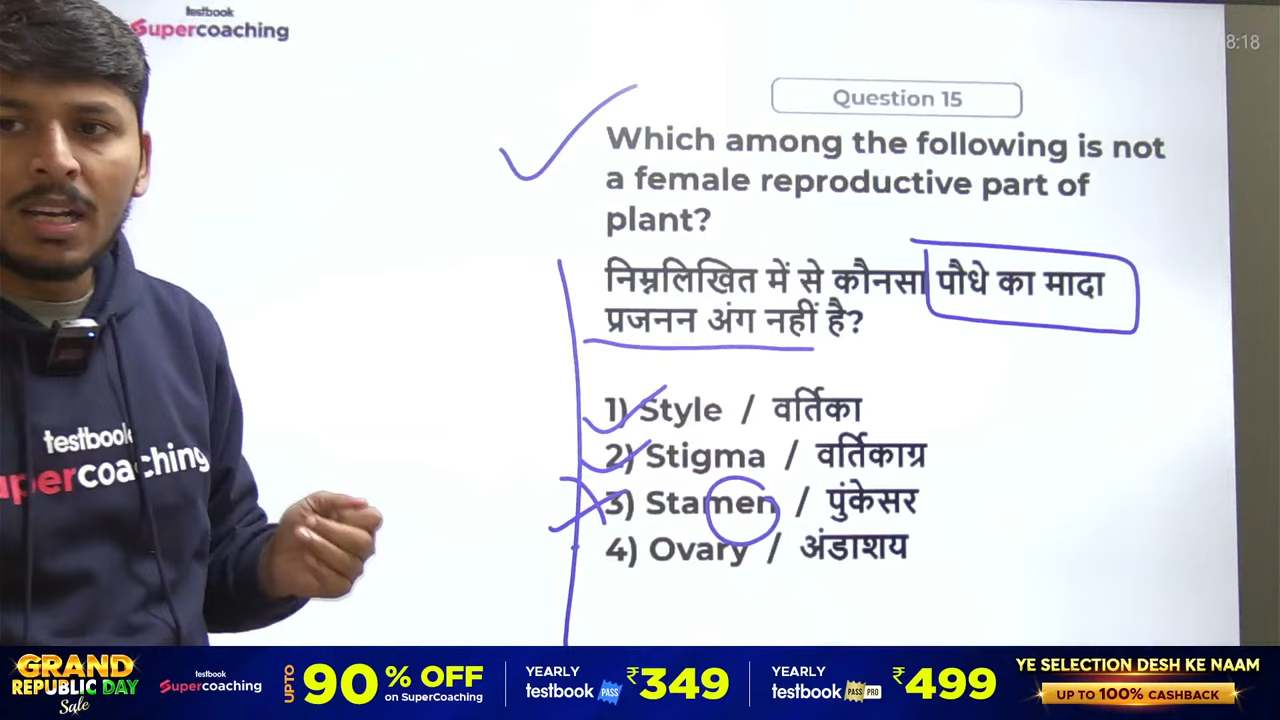 testbook
Supercoaching
8:18
Question 15
Which among the following is not
a female reproductive part of
plant?
निम्नलिखित में से कौनसा पौधे का मादा
प्रजनन अंग नहीं है?
1) Style / वर्तिका
2) Stigma / वर्तिकाग्र
3) Stamen / पुंकेसर
4) Ovary / अंडाशय
testbook
Supercoaching
GRAND
REPUBLIC DAY
Sale
testbook
Supercoaching
UPTO 90% OFF
on SuperCoaching
YEARLY
testbook PASS
₹349
YEARLY
testbook PASS PRO
₹499
YE SELECTION DESH KE NAAM
UP TO 100% CASHBACK